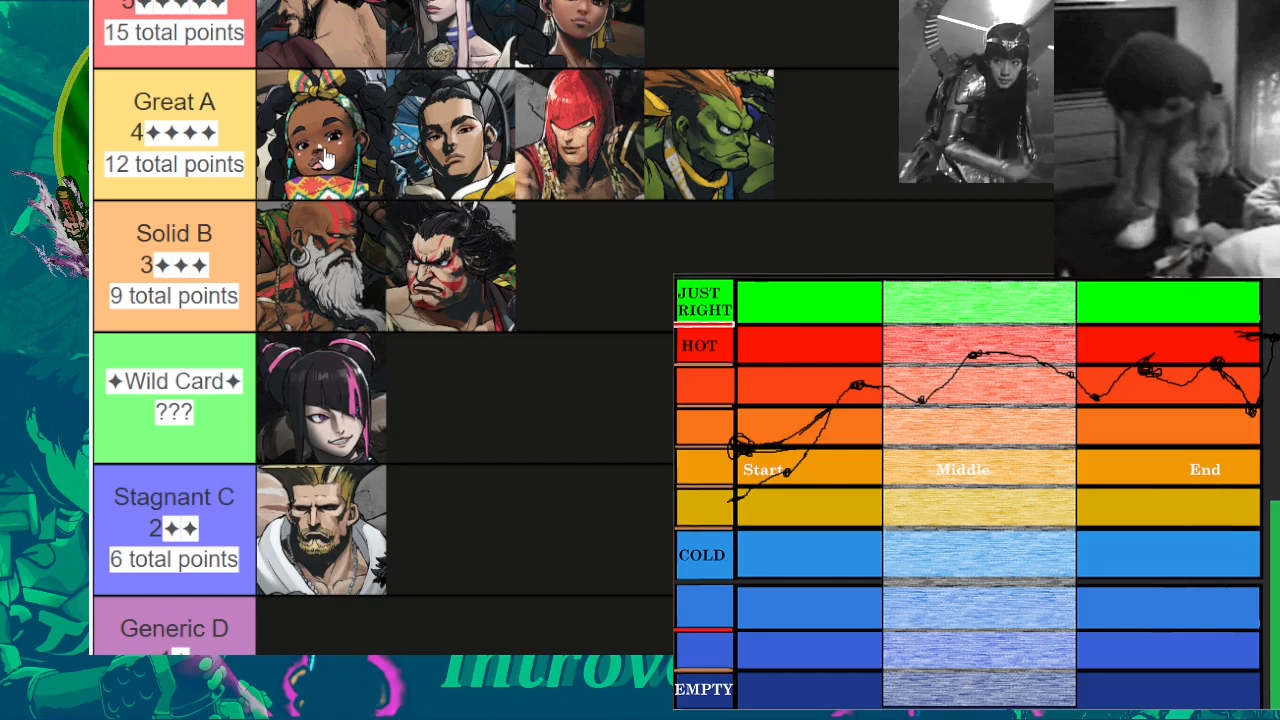 5✦✦✦✦✦
15 total points
Great A
4✦✦✦✦
12 total points
Solid B
3✦✦✦
9 total points
✦Wild Card✦
???
Stagnant C
2✦✦
6 total points
Generic D
JUST
RIGHT
HOT
Start
Middle
End
COLD
EMPTY